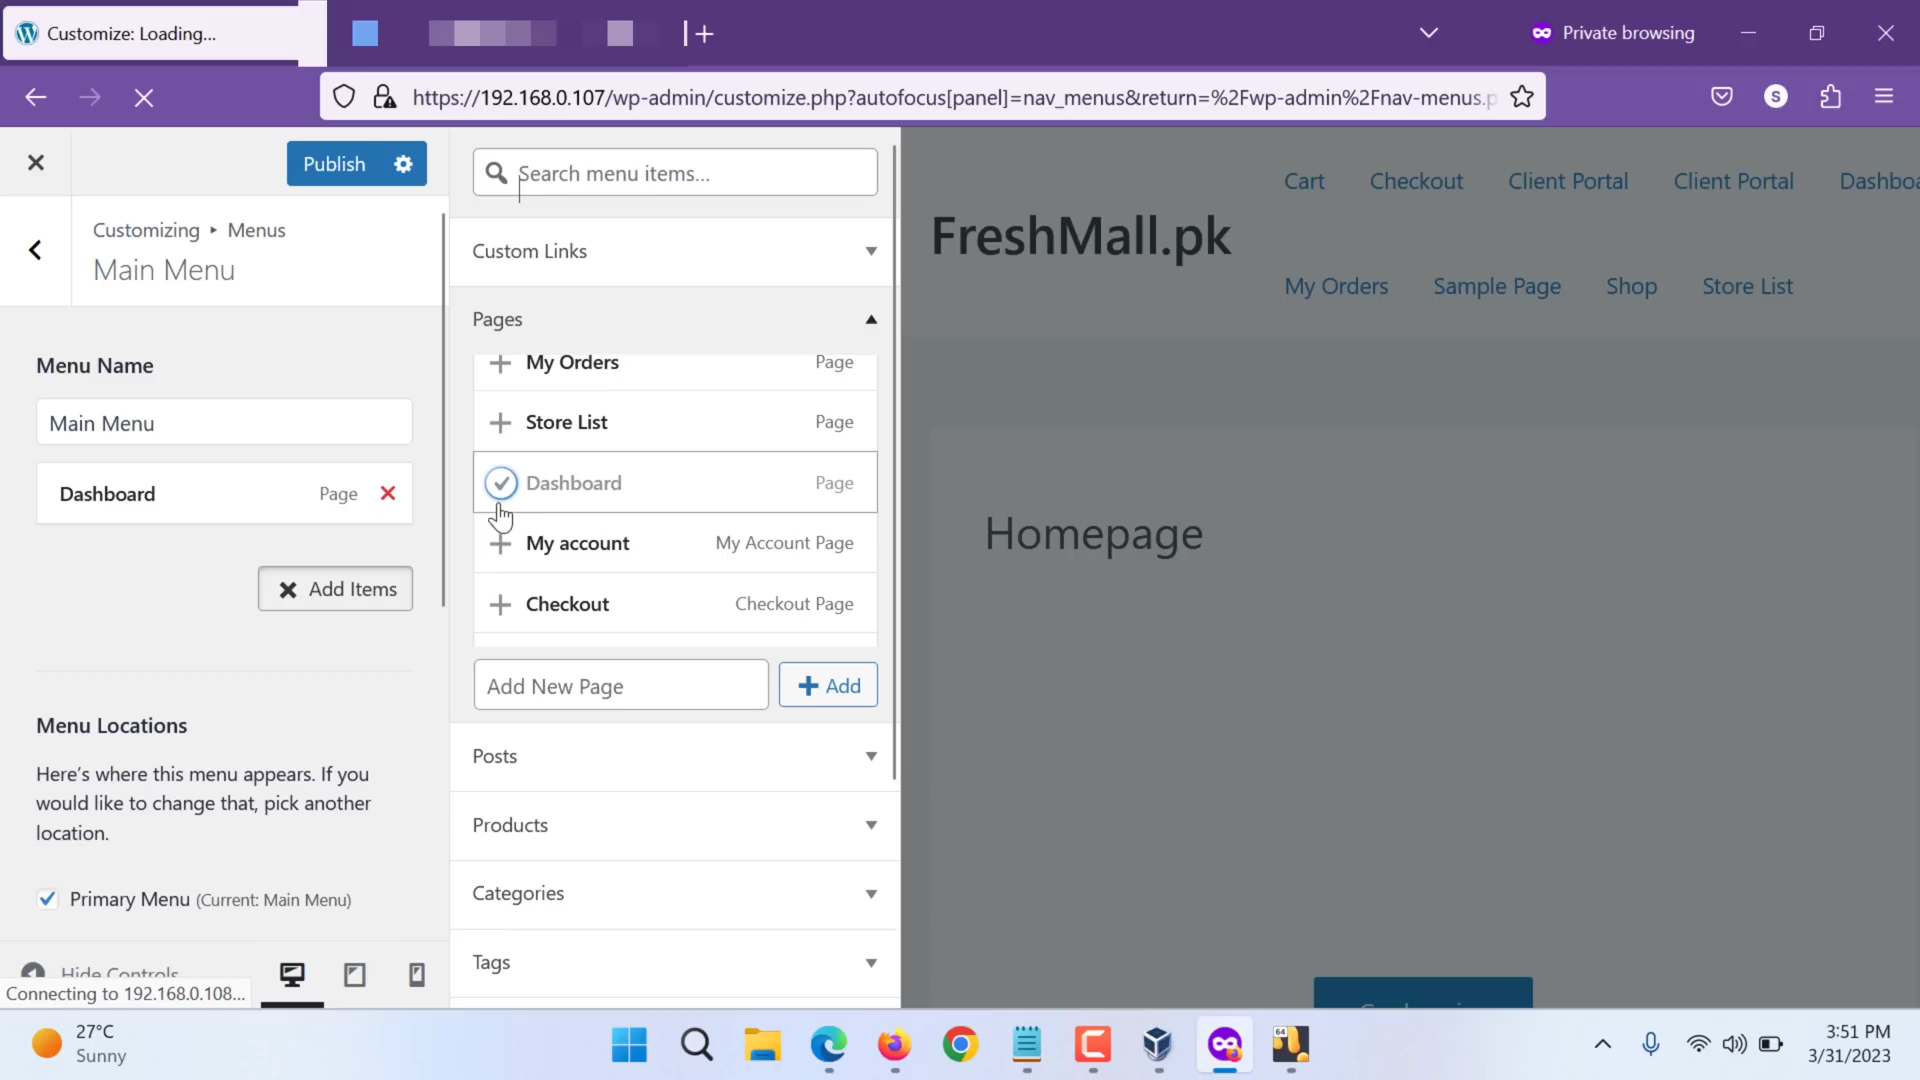 Customize: Loading...
Private browsing
https://192.168.0.107/wp-admin/customize.php?autofocus[panel]=nav_menus&return=%2Fwp-admin%2Fnav-menus.p
S
Publish
Customizing ▸ Menus
Main Menu
Menu Name
Main Menu
Dashboard Page
Add Items
Menu Locations
Here's where this menu appears. If you
would like to change that, pick another
location.
Primary Menu (Current: Main Menu)
Hide Controls
Connecting to 192.168.0.108...
Search menu items...
Custom Links
Pages
My Orders Page
Store List Page
Dashboard Page
My account My Account Page
Checkout Checkout Page
Add New Page
Add
Posts
Products
Categories
Tags
Cart Checkout Client Portal Client Portal Dashboa
FreshMall.pk
My Orders Sample Page Shop Store List
Homepage
27°C
Sunny
64
3:51 PM
3/31/2023